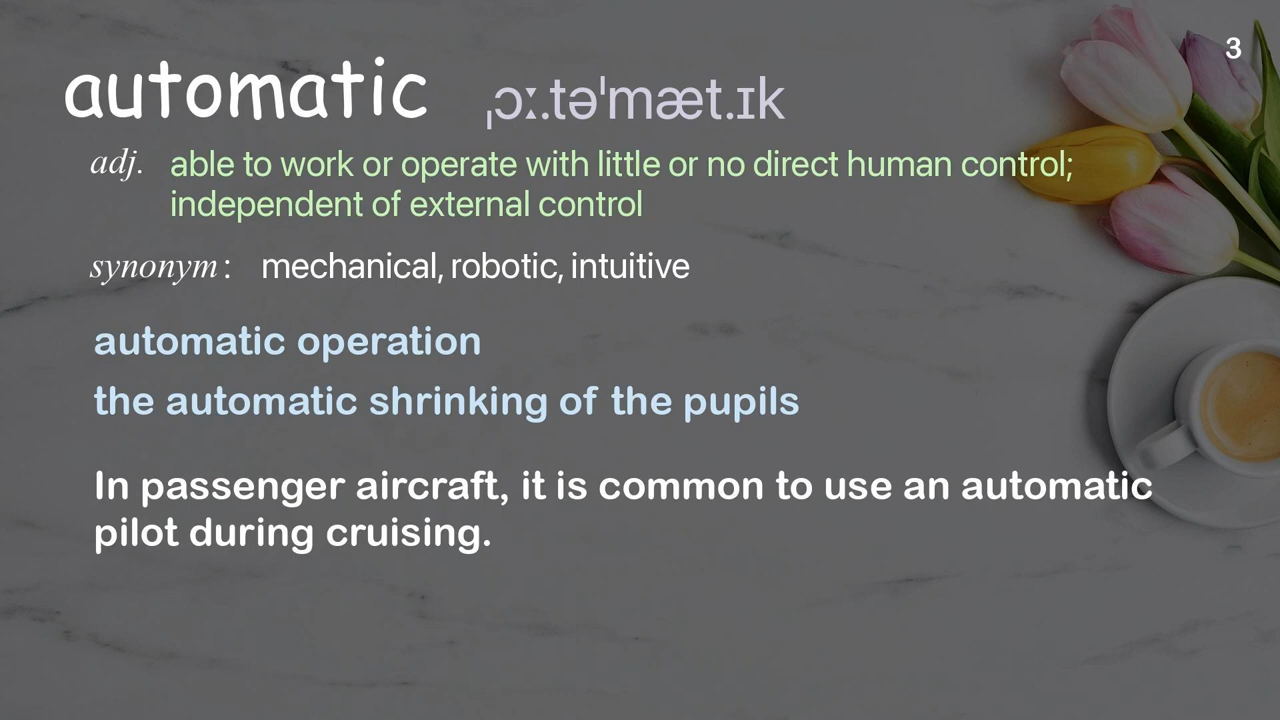 3
automatic ˌɔː.təˈmæt.ɪk
adj. able to work or operate with little or no direct human control;
independent of external control
synonym : mechanical, robotic, intuitive
automatic operation
the automatic shrinking of the pupils
In passenger aircraft, it is common to use an automatic
pilot during cruising.